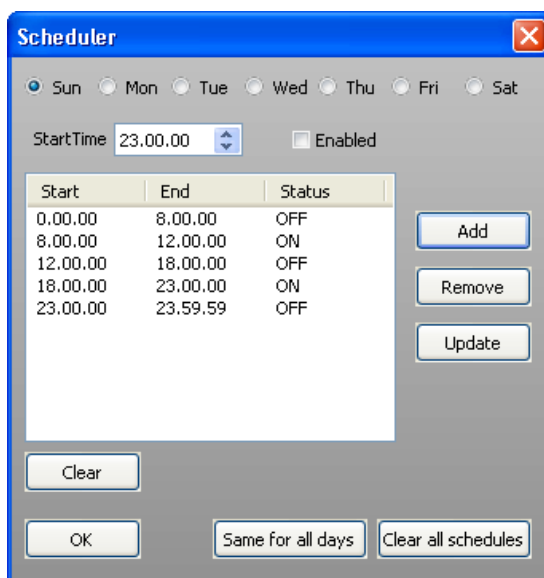 Scheduler
Sun Mon Tue Wed Thu Fri Sat
StartTime 23.00.00 Enabled
Start End Status
0.00.00 8.00.00 OFF
8.00.00 12.00.00 ON
12.00.00 18.00.00 OFF
18.00.00 23.00.00 ON
23.00.00 23.59.59 OFF
Add
Remove
Update
Clear
OK Same for all days Clear all schedules